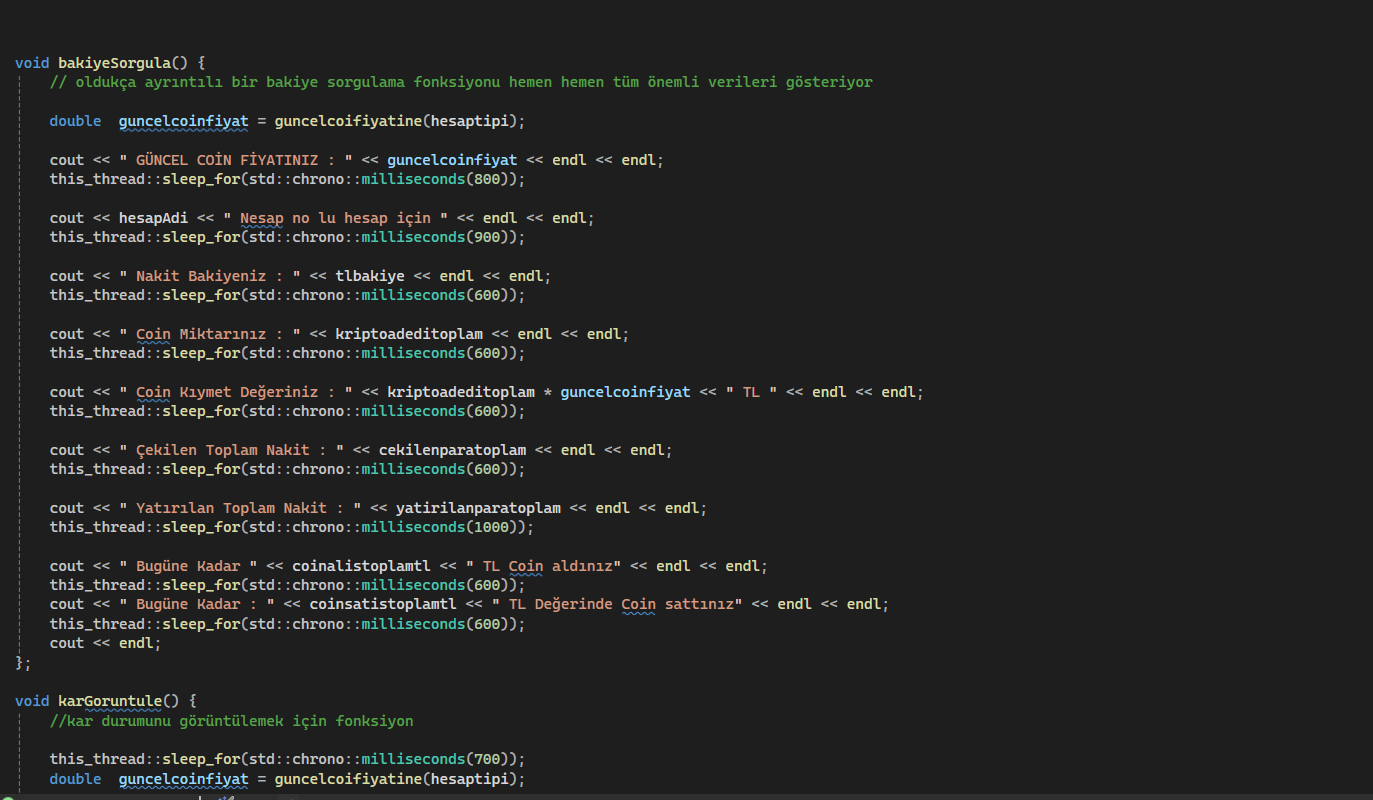 void bakiyeSorgula() {
// oldukça ayrıntılı bir bakiye sorgulama fonksiyonu hemen hemen tüm önemli verileri gösteriyor
double  guncelcoinfiyat = guncelcoifiyatine(hesaptipi);
cout << " GÜNCEL COİN FİYATINIZ : " << guncelcoinfiyat << endl << endl;
this_thread::sleep_for(std::chrono::milliseconds(800));
cout << hesapAdi << " Nesap no lu hesap için " << endl << endl;
this_thread::sleep_for(std::chrono::milliseconds(900));
cout << " Nakit Bakiyeniz : " << tlbakiye << endl << endl;
this_thread::sleep_for(std::chrono::milliseconds(600));
cout << " Coin Miktarınız : " << kriptoadeditoplam << endl << endl;
this_thread::sleep_for(std::chrono::milliseconds(600));
cout << " Coin Kıymet Değeriniz : " << kriptoadeditoplam * guncelcoinfiyat << " TL " << endl << endl;
this_thread::sleep_for(std::chrono::milliseconds(600));
cout << " Çekilen Toplam Nakit : " << cekilenparatoplam << endl << endl;
this_thread::sleep_for(std::chrono::milliseconds(600));
cout << " Yatırılan Toplam Nakit : " << yatirilanparatoplam << endl << endl;
this_thread::sleep_for(std::chrono::milliseconds(1000));
cout << " Bugüne Kadar " << coinalistoplamtl << " TL Coin aldınız" << endl << endl;
this_thread::sleep_for(std::chrono::milliseconds(600));
cout << " Bugüne Kadar : " << coinsatistoplamtl << " TL Değerinde Coin sattınız" << endl << endl;
this_thread::sleep_for(std::chrono::milliseconds(600));
cout << endl;
};
void karGoruntule() {
//kar durumunu görüntülemek için fonksiyon
this_thread::sleep_for(std::chrono::milliseconds(700));
double  guncelcoinfiyat = guncelcoifiyatine(hesaptipi);